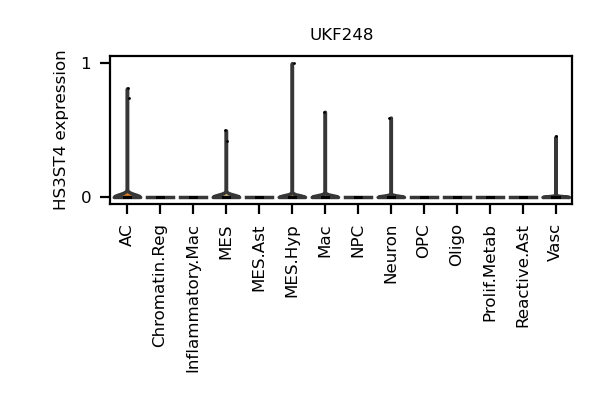 UKF248
HS3ST4 expression
1
0
AC
Chromatin.Reg
Inflammatory.Mac
MES
MES.Ast
MES.Hyp
Mac
NPC
Neuron
OPC
Oligo
Prolif.Metab
Reactive.Ast
Vasc